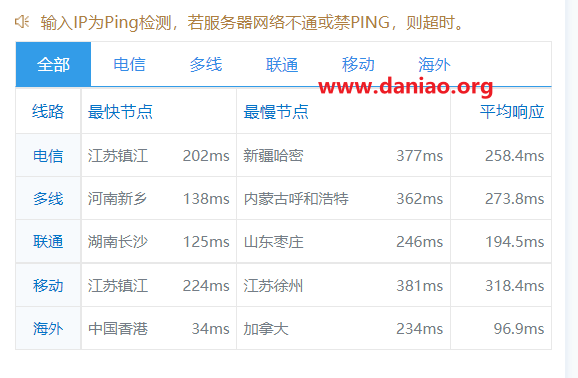 输入IP为Ping检测，若服务器网络不通或禁PING，则超时。
全部 电信 多线 联通 移动 海外
www.daniao.org
线路 最快节点 最慢节点 平均响应
电信 江苏镇江 202ms 新疆哈密 377ms 258.4ms
多线 河南新乡 138ms 内蒙古呼和浩特 362ms 273.8ms
联通 湖南长沙 125ms 山东枣庄 246ms 194.5ms
移动 江苏镇江 224ms 江苏徐州 381ms 318.4ms
海外 中国香港 34ms 加拿大 234ms 96.9ms